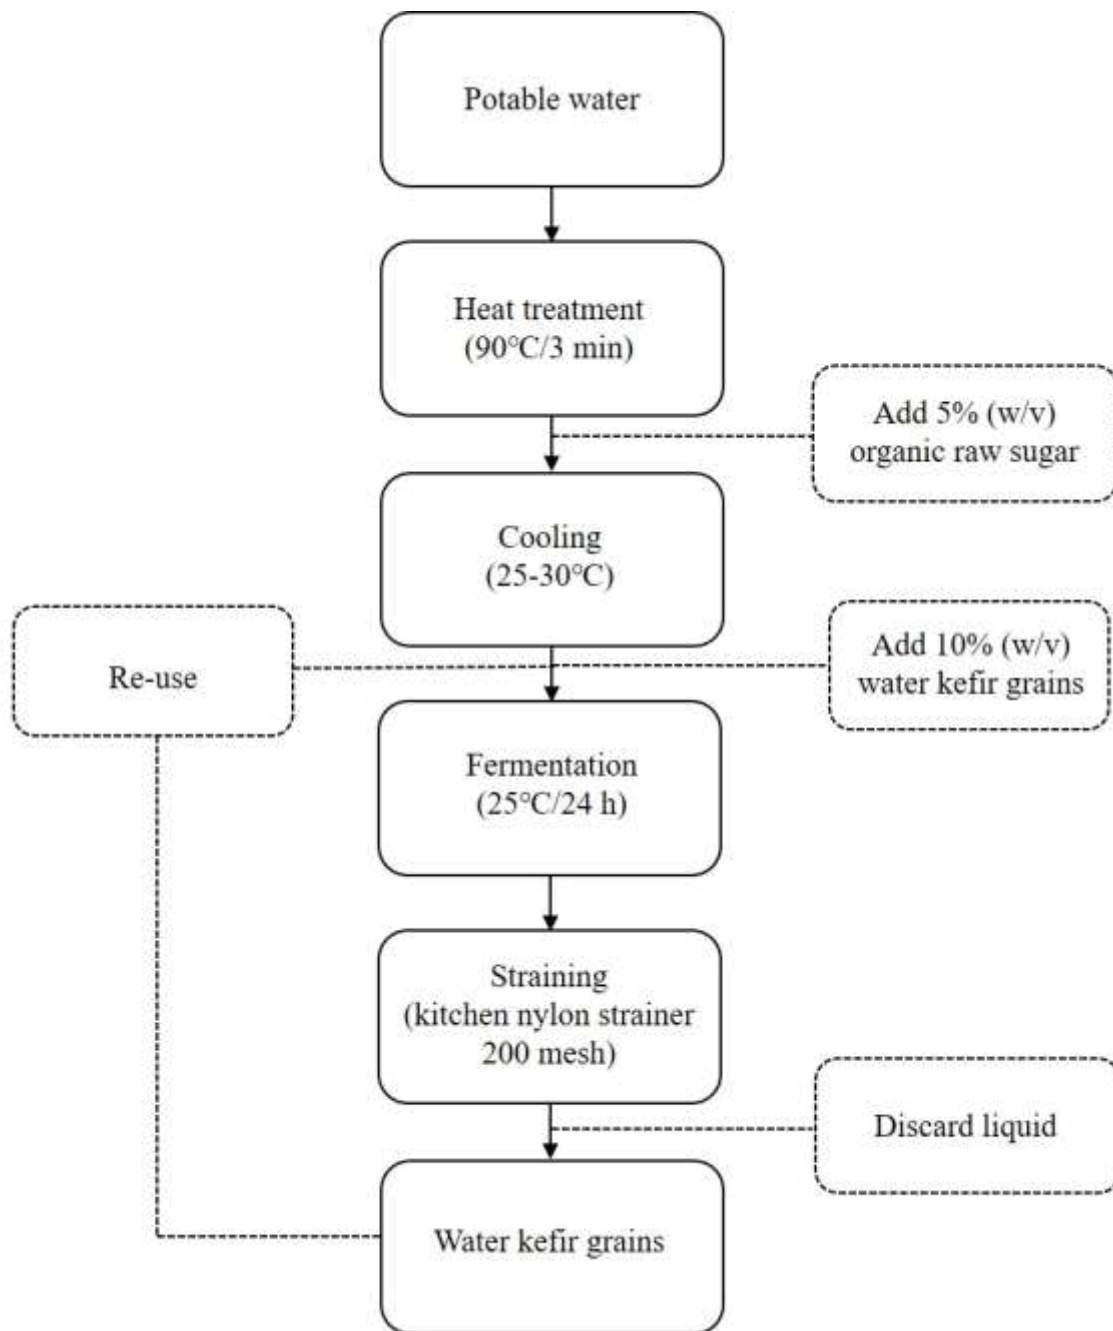 Potable water
Heat treatment
(90℃/3 min)
Add 5% (w/v)
organic raw sugar
Cooling
(25-30℃)
Re-use
Add 10% (w/v)
water kefir grains
Fermentation
(25℃/24 h)
Straining
(kitchen nylon strainer
200 mesh)
Discard liquid
Water kefir grains